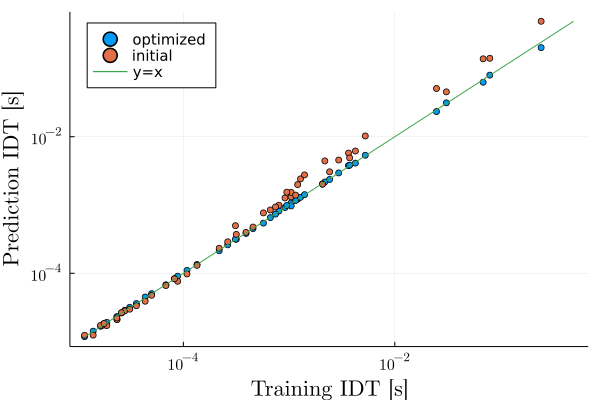 optimized
initial
y=x
Prediction IDT [s]
10⁻²
10⁻⁴
10⁻⁴
10⁻²
Training IDT [s]